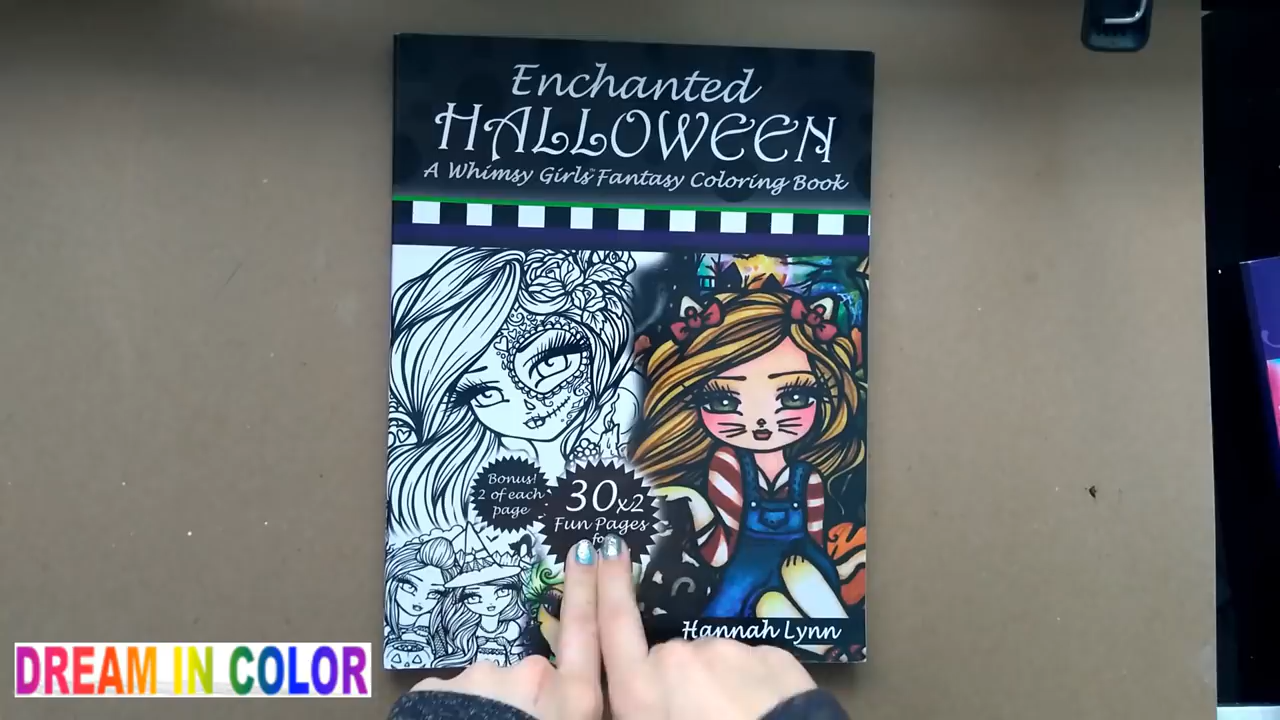 Enchanted
HALLOWEEN
A Whimsy Girls™ Fantasy Coloring Book
Bonus!
2 of each
page
30x2
Fun Pages
Hannah Lynn
DREAM IN COLOR